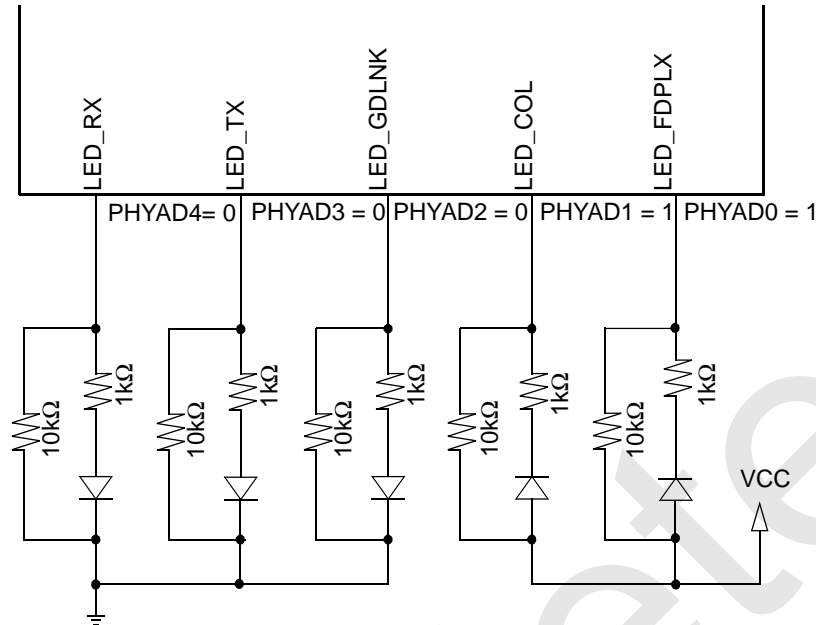 LED_RX
LED_TX
LED_GDLNK
LED_COL
LED_FDPLX
PHYAD4= 0
PHYAD3 = 0
PHYAD2 = 0
PHYAD1 = 1
PHYAD0 = 1
10kΩ
1kΩ
10kΩ
1kΩ
10kΩ
1kΩ
10kΩ
1kΩ
10kΩ
1kΩ
VCC
ete